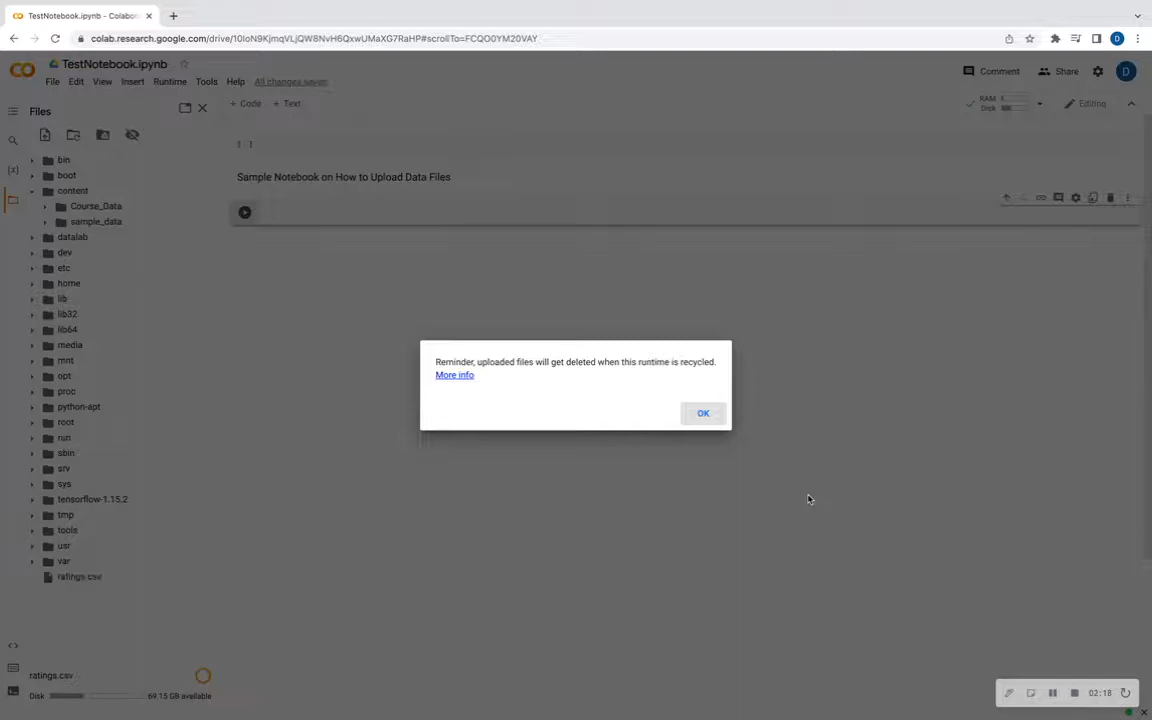 TestNotebook.ipynb - Colabor
colab.research.google.com/drive/10IoN9KjmqVLjQW8NvH6QxwUMaXG7RaHP#scrollTo=FCQO0YM20VAY
D
TestNotebook.ipynb
File Edit View Insert Runtime Tools Help All changes saved
Comment Share D
Files
+ Code + Text
RAM
Disk
Editing
[ ]
Sample Notebook on How to Upload Data Files
bin
boot
content
Course_Data
sample_data
datalab
dev
etc
home
lib
lib32
lib64
media
mnt
opt
proc
python-apt
root
run
sbin
srv
sys
tensorflow-1.15.2
tmp
tools
usr
var
ratings.csv
Reminder, uploaded files will get deleted when this runtime is recycled.
More info
OK
ratings.csv
Disk 69.15 GB available
02:18